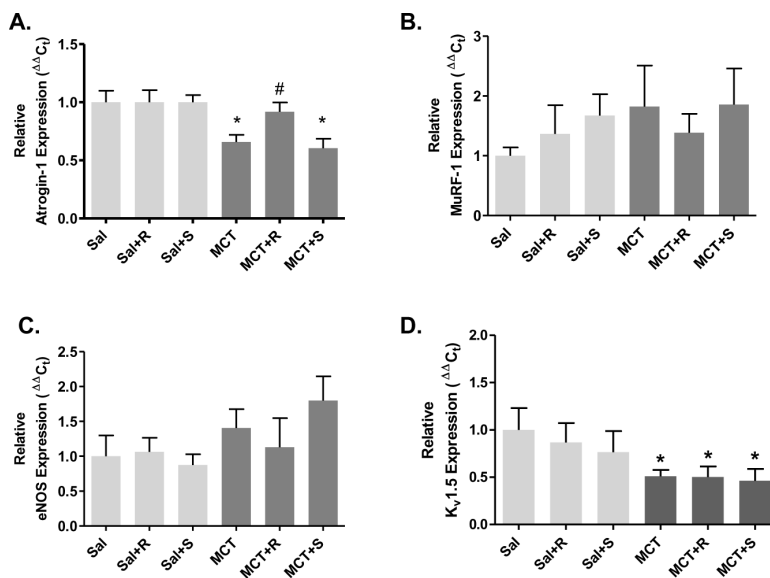 A.
Relative
Atrogin-1 Expression (ΔΔCt)
1.5
1.0
0.5
0.0
*
#
*
Sal
Sal+R
Sal+S
MCT
MCT+R
MCT+S
B.
Relative
MuRF-1 Expression (ΔΔCt)
3
2
1
0
Sal
Sal+R
Sal+S
MCT
MCT+R
MCT+S
C.
Relative
eNOS Expression (ΔΔCt)
2.5
2.0
1.5
1.0
0.5
0.0
Sal
Sal+R
Sal+S
MCT
MCT+R
MCT+S
D.
Relative
Kv1.5 Expression (ΔΔCt)
2.0
1.5
1.0
0.5
0.0
*
*
*
Sal
Sal+R
Sal+S
MCT
MCT+R
MCT+S